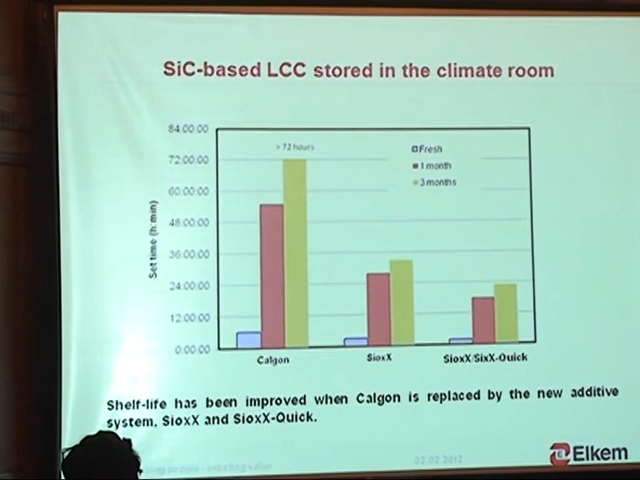 SiC-based LCC stored in the climate room
84:00:00
72:00:00
60:00:00
48:00:00
36:00:00
24:00:00
12:00:00
0:00:00
Set time (h:min)
> 72 hours
Fresh
1 month
3 months
Calgon
SioxX
SioxX/SixX-Quick
Shelf-life has been improved when Calgon is replaced by the new additive
system, SioxX and SioxX-Quick.
people - creating value
02.02.2012
Elkem